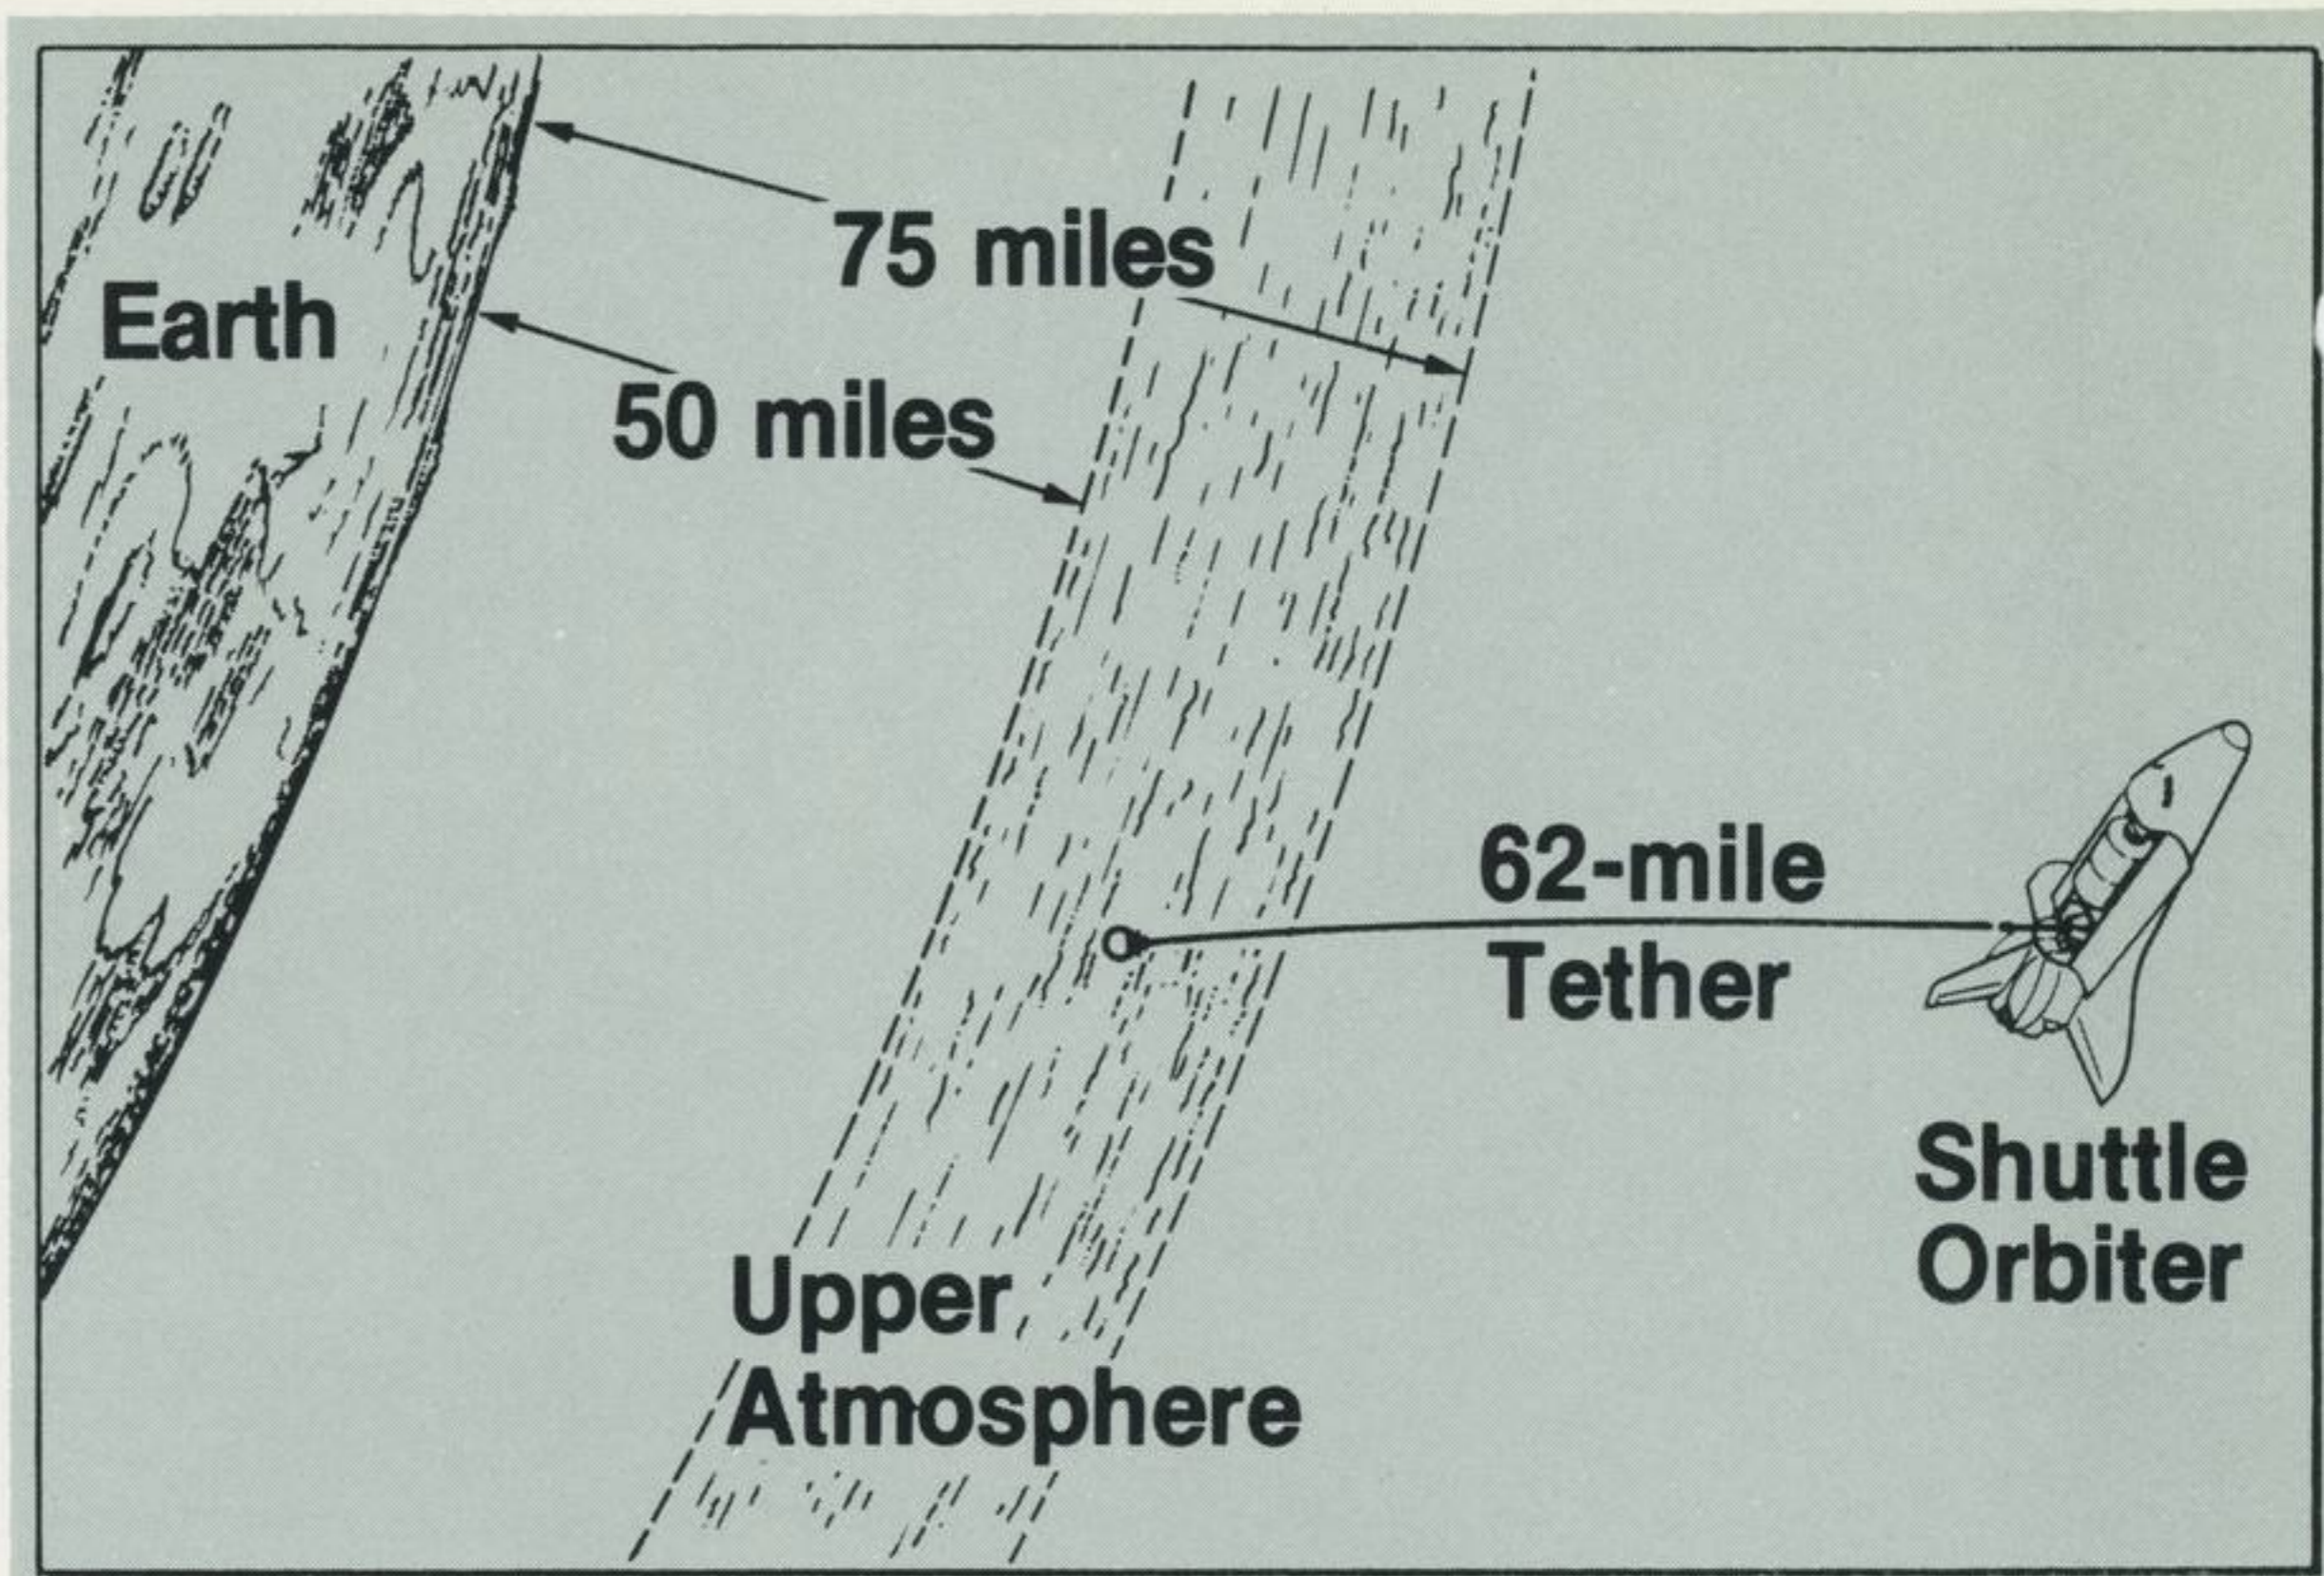 75 miles
Earth
50 miles
62-mile
Tether
Shuttle
Orbiter
Upper
Atmosphere